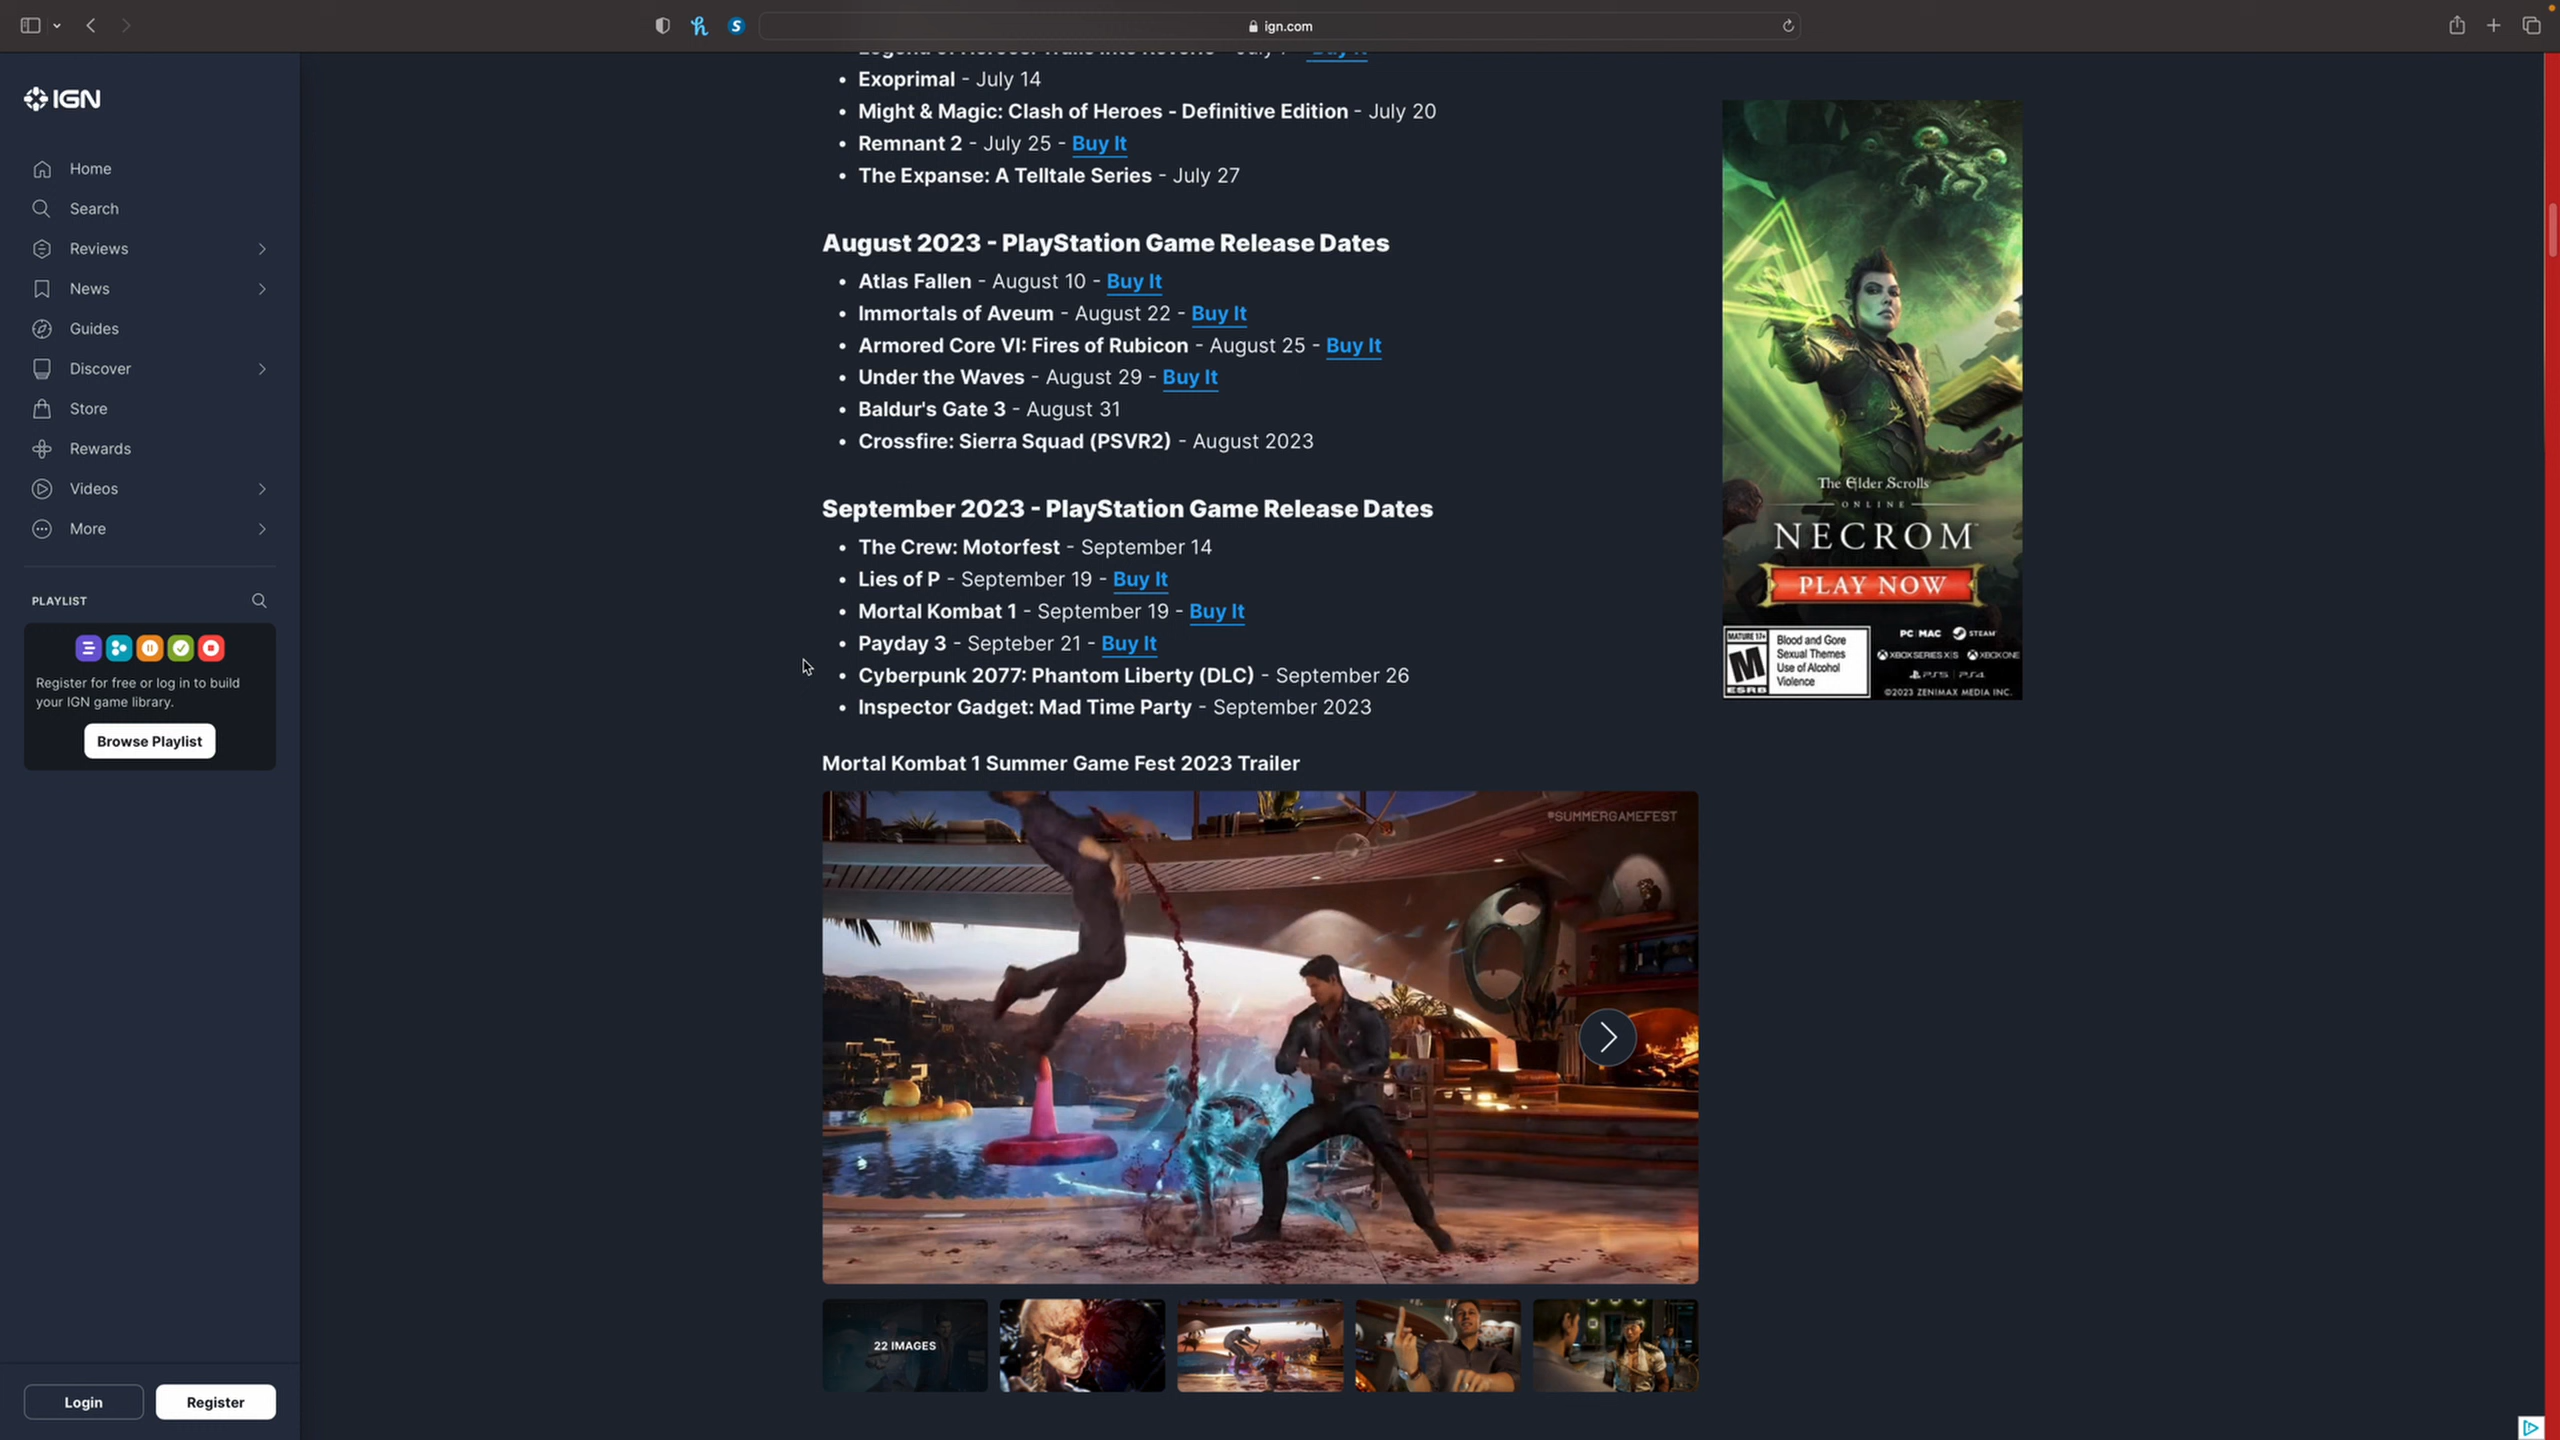 ign.com
IGN
Home
Search
Reviews
News
Guides
Discover
Store
Rewards
Videos
More
PLAYLIST
Register for free or log in to build
your IGN game library.
Browse Playlist
Login
Register
Exoprimal - July 14
Might & Magic: Clash of Heroes - Definitive Edition - July 20
Remnant 2 - July 25 - Buy It
The Expanse: A Telltale Series - July 27
August 2023 - PlayStation Game Release Dates
Atlas Fallen - August 10 - Buy It
Immortals of Aveum - August 22 - Buy It
Armored Core VI: Fires of Rubicon - August 25 - Buy It
Under the Waves - August 29 - Buy It
Baldur's Gate 3 - August 31
Crossfire: Sierra Squad (PSVR2) - August 2023
September 2023 - PlayStation Game Release Dates
The Crew: Motorfest - September 14
Lies of P - September 19 - Buy It
Mortal Kombat 1 - September 19 - Buy It
Payday 3 - Septeber 21 - Buy It
Cyberpunk 2077: Phantom Liberty (DLC) - September 26
Inspector Gadget: Mad Time Party - September 2023
Mortal Kombat 1 Summer Game Fest 2023 Trailer
#SUMMERGAMEFEST
22 IMAGES
The Elder Scrolls
ONLINE
NECROM
PLAY NOW
MATURE 17+
M
ESRB
Blood and Gore
Sexual Themes
Use of Alcohol
Violence
PC MAC STEAM
XBOX SERIES X|S XBOX ONE
PS5 PS4
©2023 ZENIMAX MEDIA INC.